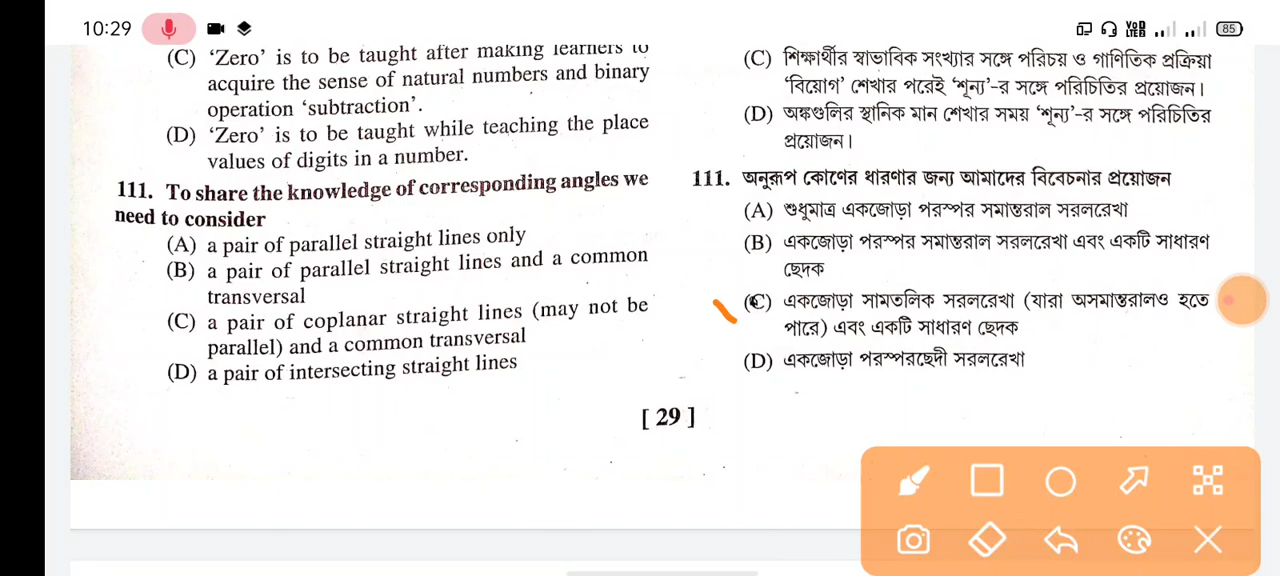 10:29
VoD
LTE
85
(C) ‘Zero’ is to be taught after making learners to
acquire the sense of natural numbers and binary
operation ‘subtraction’.
(D) ‘Zero’ is to be taught while teaching the place
values of digits in a number.
111. To share the knowledge of corresponding angles we
need to consider
(A) a pair of parallel straight lines only
(B) a pair of parallel straight lines and a common
transversal
(C) a pair of coplanar straight lines (may not be
parallel) and a common transversal
(D) a pair of intersecting straight lines
(C) শিক্ষার্থীর স্বাভাবিক সংখ্যার সঙ্গে পরিচয় ও গাণিতিক প্রক্রিয়া
‘বিয়োগ’ শেখার পরেই ‘শূন্য’-র সঙ্গে পরিচিতির প্রয়োজন।
(D) অঙ্কগুলির স্থানিক মান শেখার সময় ‘শূন্য’-র সঙ্গে পরিচিতির
প্রয়োজন।
111. অনুরূপ কোণের ধারণার জন্য আমাদের বিবেচনার প্রয়োজন
(A) শুধুমাত্র একজোড়া পরস্পর সমান্তরাল সরলরেখা
(B) একজোড়া পরস্পর সমান্তরাল সরলরেখা এবং একটি সাধারণ
ছেদক
(C) একজোড়া সামতলিক সরলরেখা (যারা অসমান্তরালও হতে
পারে) এবং একটি সাধারণ ছেদক
(D) একজোড়া পরস্পরছেদী সরলরেখা
[ 29 ]